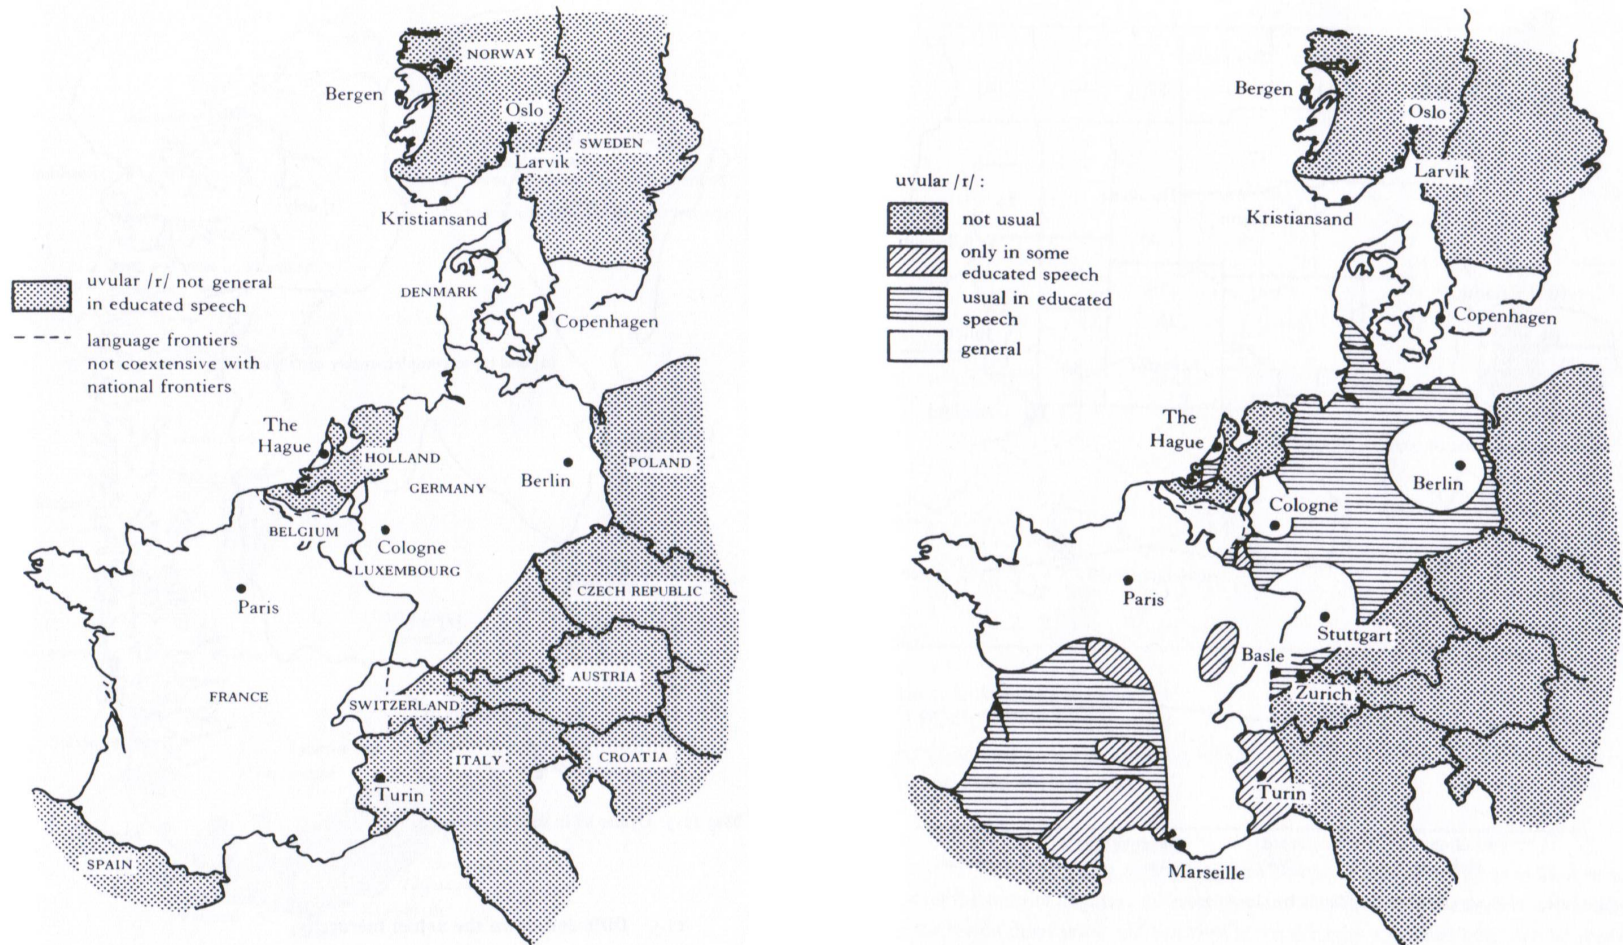 NORWAY
Bergen
Oslo
SWEDEN
Larvik
Kristiansand
uvular /r/ not general
in educated speech
language frontiers
not coextensive with
national frontiers
DENMARK
Copenhagen
The
Hague
HOLLAND
GERMANY
Berlin
POLAND
BELGIUM
Cologne
LUXEMBOURG
CZECH REPUBLIC
Paris
AUSTRIA
FRANCE
SWITZERLAND
ITALY
CROATIA
Turin
SPAIN
Bergen
Oslo
Larvik
Kristiansand
uvular /r/ :
not usual
only in some
educated speech
usual in educated
speech
general
Copenhagen
The
Hague
Berlin
Cologne
Paris
Stuttgart
Basle
Zurich
Turin
Marseille